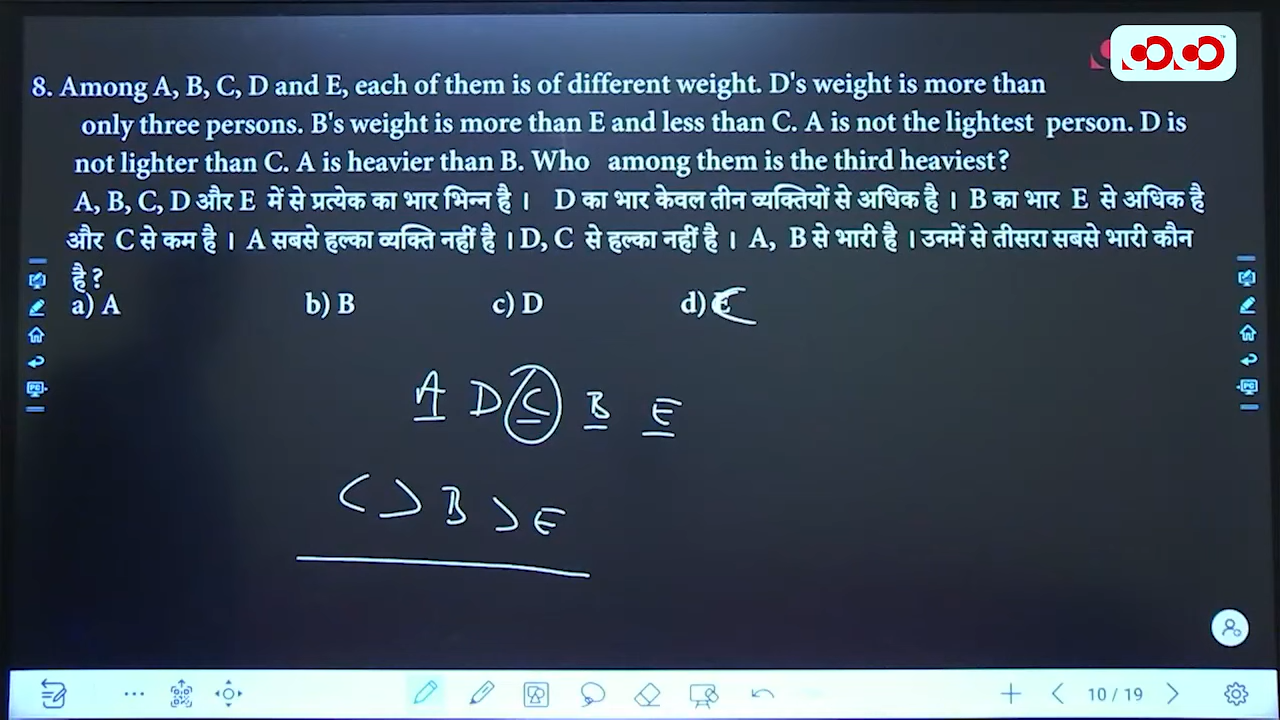 8. Among A, B, C, D and E, each of them is of different weight. D's weight is more than
only three persons. B's weight is more than E and less than C. A is not the lightest person. D is
not lighter than C. A is heavier than B. Who among them is the third heaviest?
A, B, C, D और E में से प्रत्येक का भार भिन्न है । D का भार केवल तीन व्यक्तियों से अधिक है । B का भार E से अधिक है
और C से कम है । A सबसे हल्का व्यक्ति नहीं है । D, C से हल्का नहीं है । A, B से भारी है । उनमें से तीसरा सबसे भारी कौन
है ?
a) A b) B c) D d) C
A D C B E
C > B > E
10 / 19